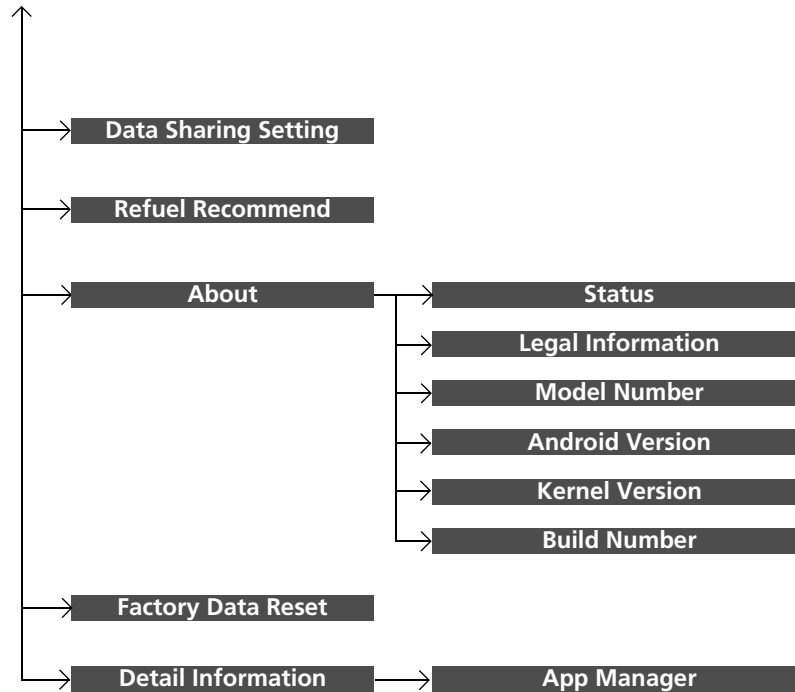 Data Sharing Setting
Refuel Recommend
About
Status
Legal Information
Model Number
Android Version
Kernel Version
Build Number
Factory Data Reset
Detail Information
App Manager